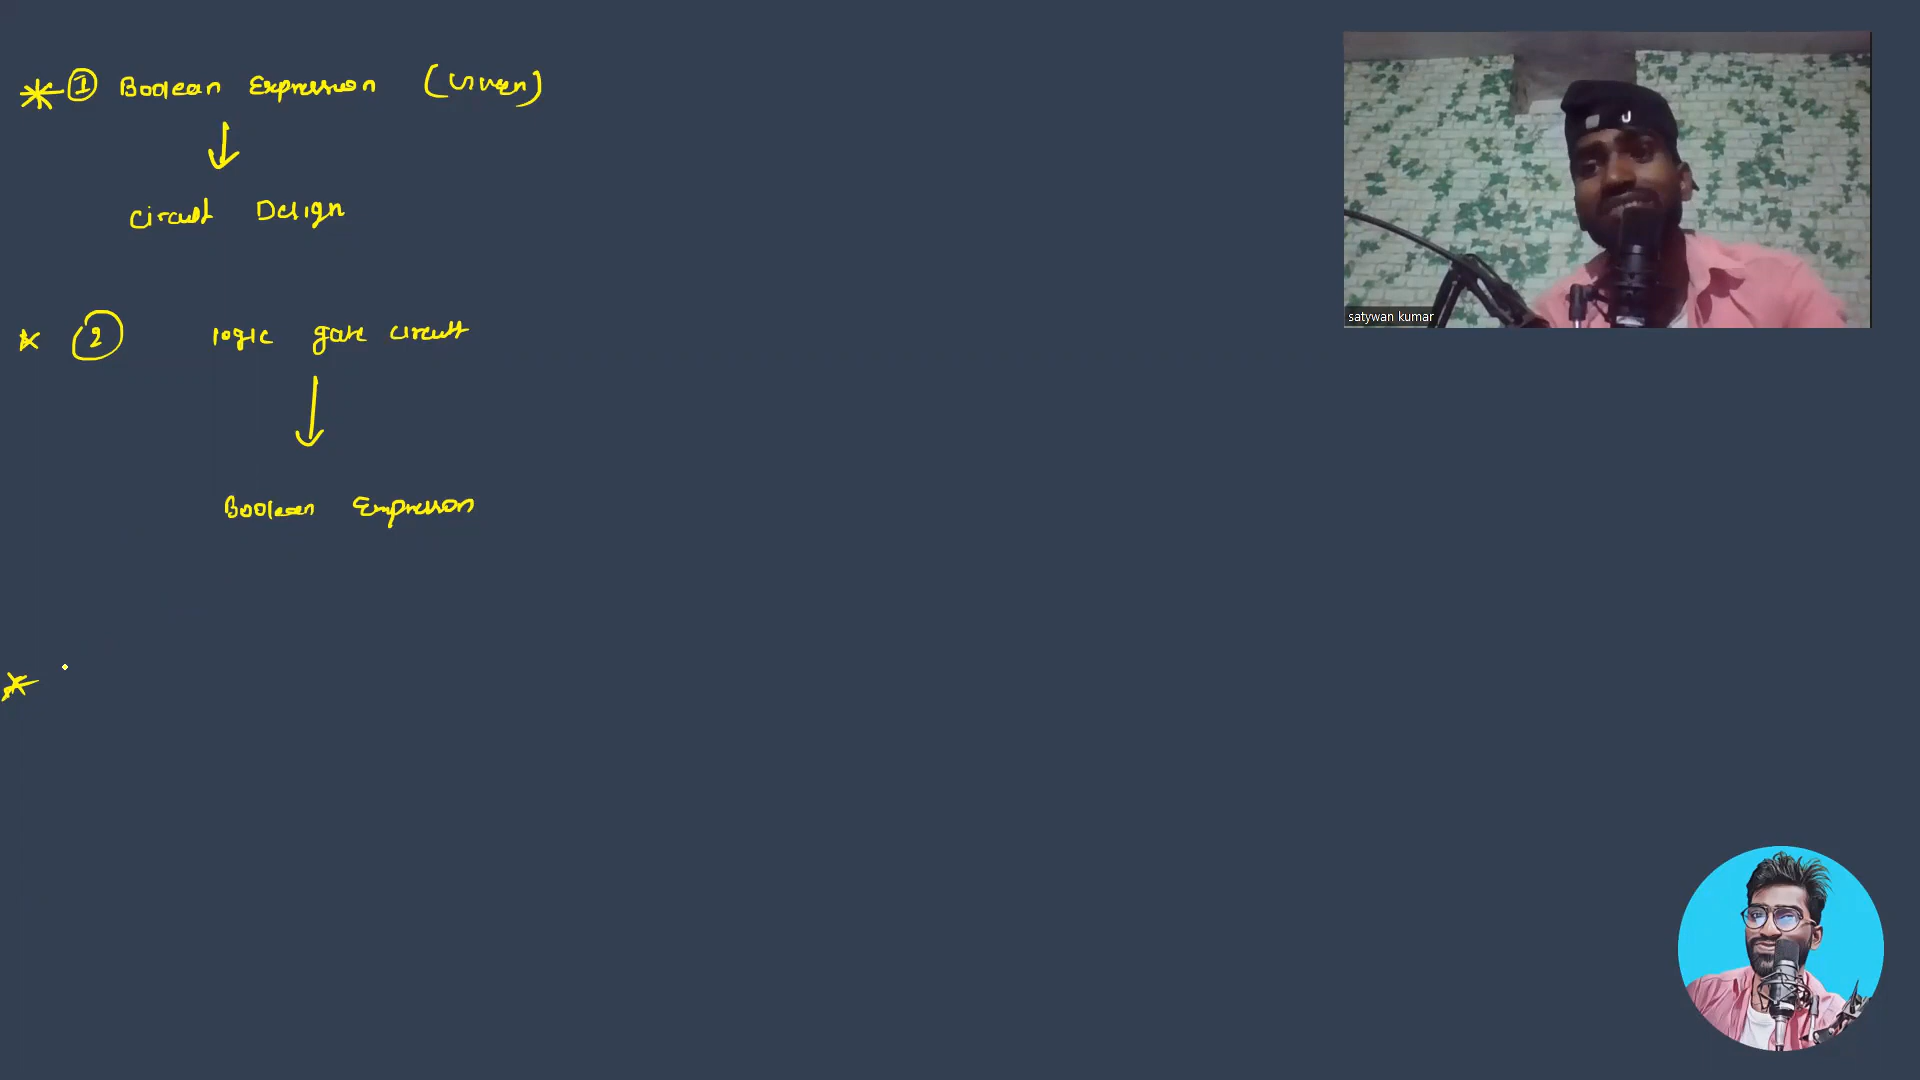 ① Boolean Expression (Given)
Circuit Design
② logic gate circuit
Boolean Expression
J
satywan kumar